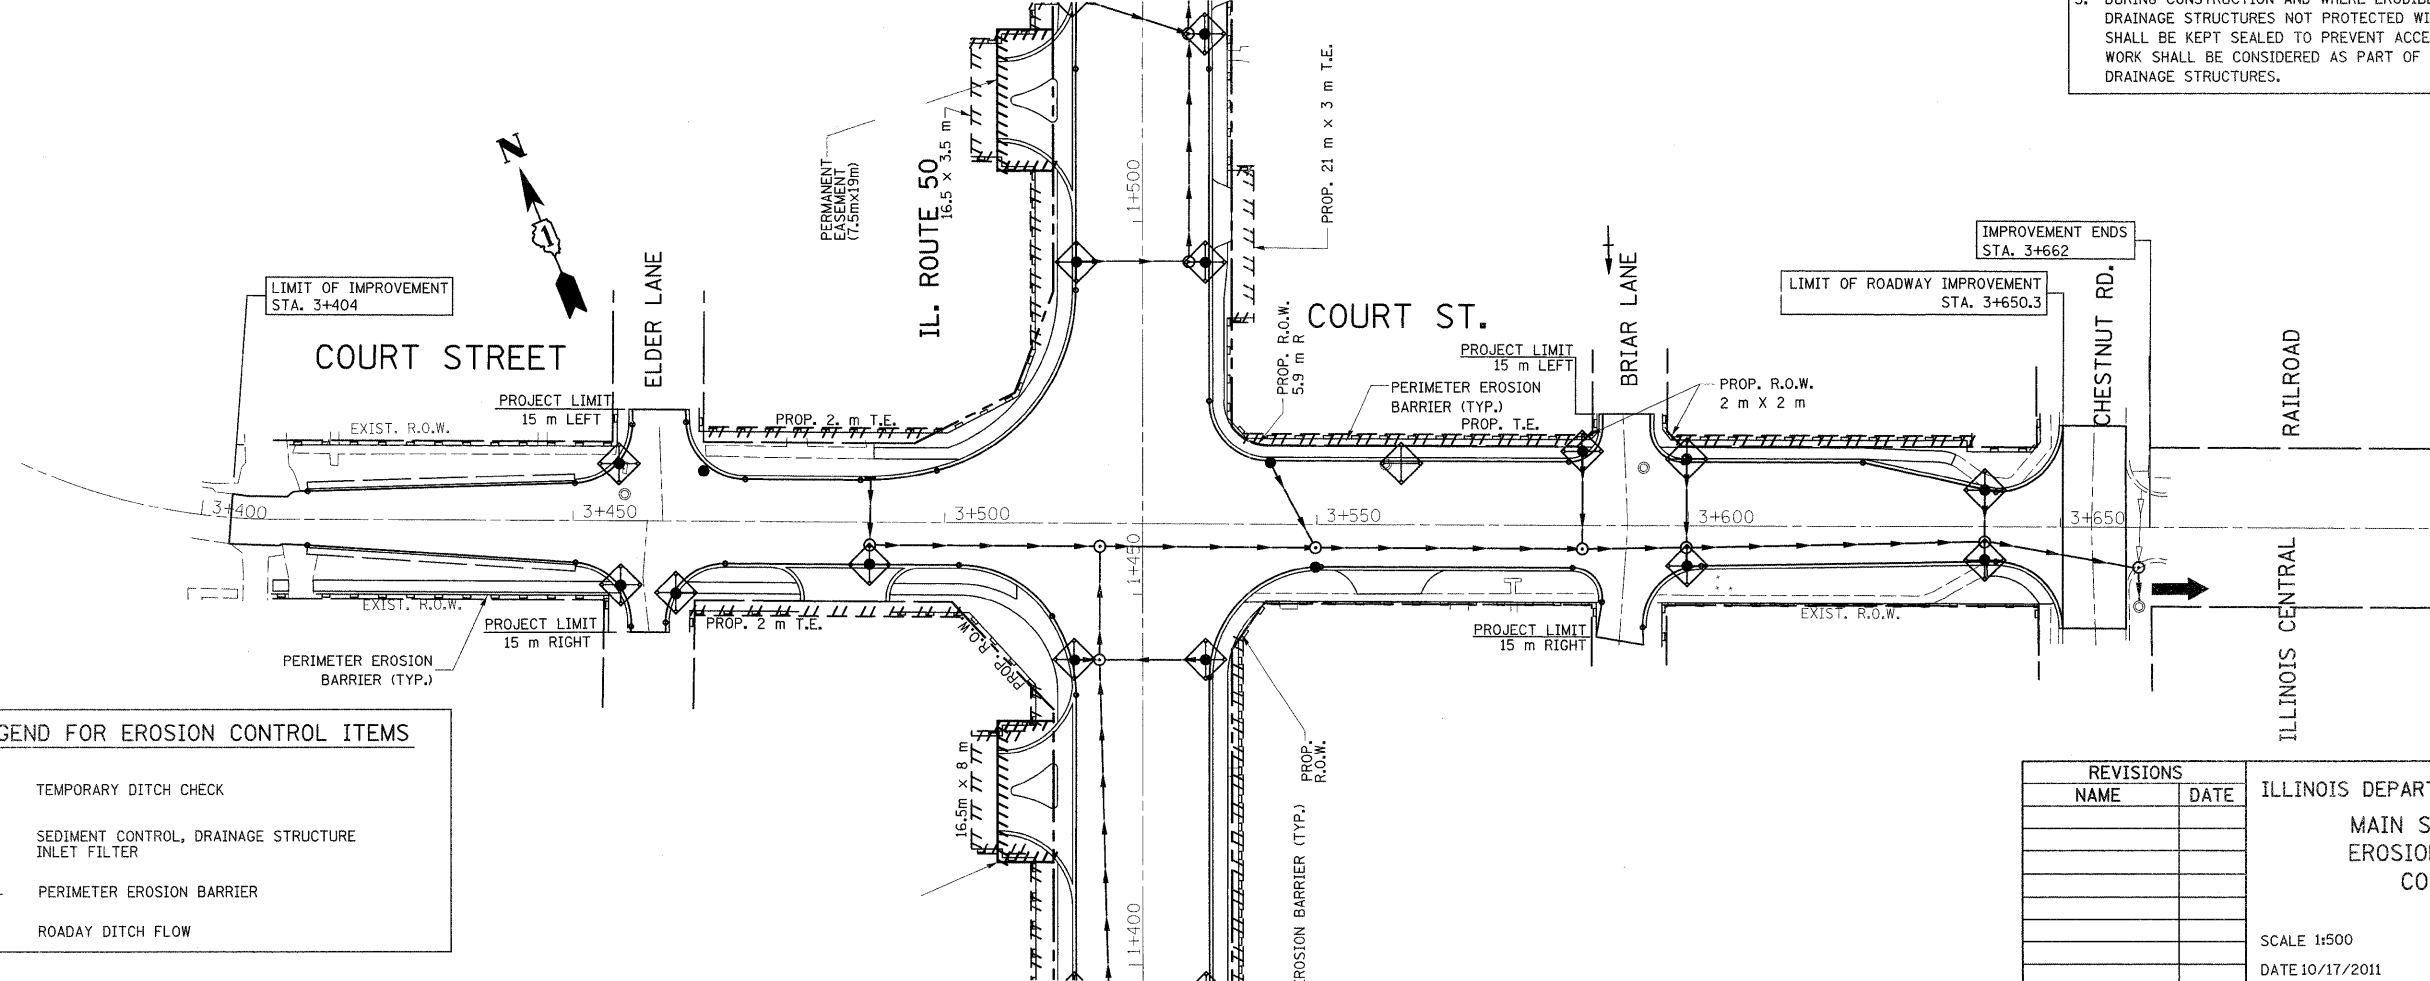 DRAINAGE STRUCTURES NOT PROTECTED WI
SHALL BE KEPT SEALED TO PREVENT ACCE
WORK SHALL BE CONSIDERED AS PART OF
DRAINAGE STRUCTURES.
N
1
PERMANENT
EASEMENT
(7.5mx19m)
IL. ROUTE 50
16.5 x 3.5 m
1+500
PROP. 21 m x 3 m T.E.
LIMIT OF IMPROVEMENT
STA. 3+404
COURT STREET
ELDER LANE
PROJECT LIMIT
15 m LEFT
EXIST. R.O.W.
PROP. 2. m T.E.
PROP. R.O.W.
5.9 m R
COURT ST.
PROJECT LIMIT
15 m LEFT
PERIMETER EROSION
BARRIER (TYP.)
PROP. T.E.
BRIAR LANE
PROP. R.O.W.
2 m X 2 m
IMPROVEMENT ENDS
STA. 3+662
LIMIT OF ROADWAY IMPROVEMENT
STA. 3+650.3
CHESTNUT RD.
RAILROAD
ILLINOIS CENTRAL
3+400
3+450
3+500
3+550
3+600
3+650
1+450
EXIST. R.O.W.
PROJECT LIMIT
15 m RIGHT
PROP. 2 m T.E.
PERIMETER EROSION
BARRIER (TYP.)
PROP. R.O.W.
PROJECT LIMIT
15 m RIGHT
EXIST. R.O.W.
PROP.
R.O.W.
16.5m x 8 m
EROSION BARRIER (TYP.)
1+400
GEND FOR EROSION CONTROL ITEMS
TEMPORARY DITCH CHECK
SEDIMENT CONTROL, DRAINAGE STRUCTURE
INLET FILTER
PERIMETER EROSION BARRIER
ROADAY DITCH FLOW
REVISIONS
NAME DATE
ILLINOIS DEPART
MAIN S
EROSION
CO
SCALE 1:500
DATE 10/17/2011